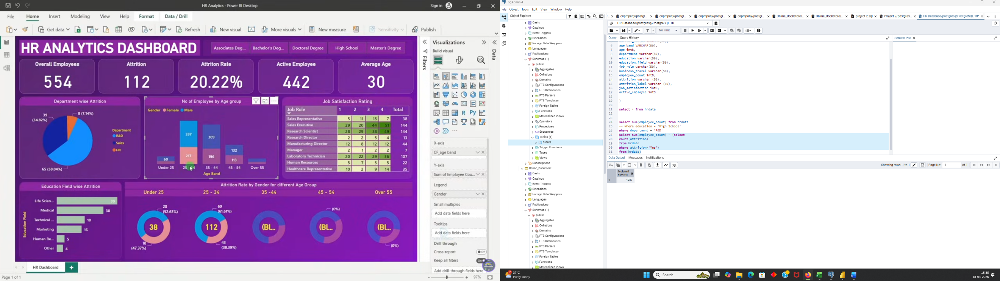 HR Analytics - Power BI Desktop
Sign in
File Home Insert Modeling View Help Format Data / Drill
Get data Refresh New visual More visuals New measure Sensitivity Publish
HR ANALYTICS DASHBOARD
Associates Deg... Bachelor's Deg... Doctoral Degree High School Master's Degree
Overall Employees
554
Attrition
112
Attriton Rate
20.22%
Active Employee
442
Average Age
30
Department wise Attrition
39
(34.82%)
8 (7.14%)
65 (58.04%)
Department
R&D
Sales
HR
No of Employee by Age group
Gender Female Male
60 337 217 309 196 132 113
Under 25
35 - 44 45 - 54 Over 55
Age Band
Job Satisfaction Rating
Job Role 1 2 3 4 Total
Sales Representative 5 11 15 7 38
Sales Executive 29 20 44 51 144
Research Scientist 28 29 38 49 144
Research Director 2 2 5 4 13
Manufacturing Director 12 8 12 12 44
Manager 2 1 2 2 7
Laboratory Technician 20 22 29 36 107
Human Resources 5 7 5 5 22
Healthcare Representative 10 2 9 14 35
Education Field wise Attrition
Education Field
Life Scien... 39
Medical 30
Technical ... 18
Marketing 16
Human Re... 5
Other 4
Attrition Rate by Gender for different Age Group
Under 25 25 - 34 35 -44 45 - 54 Over 55
20
(52.63%)
38
18
(47.37%)
69
(61.61%)
112
43
(38.39%)
(BL...
(0%)
(BL...
(BL...
(0%)
HR Dashboard
Page 1 of 1
97%
Filters
Visualizations
Build visual
Data
X-axis
CF_age band
Y-axis
Sum of Employee Cou...
Legend
Gender
Small multiples
Add data fields here
Tooltips
Add data fields here
Drill through
Cross-report
Off
Keep all filters
On
Add drill-through fields here
pgAdmin 4
File Object Tools Edit View Window Help
Object Explorer
Casts
Catalogs
Event Triggers
Extensions
Foreign Data Wrappers
Languages
Publications
Schemas (1)
public
Aggregates
Collations
Domains
FTS Configurations
FTS Dictionaries
FTS Parsers
FTS Templates
Foreign Tables
Functions
Materialized Views
Operators
Procedures
Sequences
Tables (1)
hrdata
Trigger Functions
Types
Views
Subscriptions
Online_Bookstore
Casts
Catalogs
Event Triggers
Extensions
Foreign Data Wrappers
Languages
Publications
Schemas (1)
public
Aggregates
Collations
Domains
FTS Configurations
FTS Dictionaries
FTS Parsers
FTS Templates
Foreign Tables
Functions
Materialized Views
copmpany/postgr... copmpany/postgr... copmpany/postgr... copmpany/postgr... Online_Bookstore/... Online_Bookstore/... project 2.sql Project 2/postgres... HR Database/postgres@PostgreSQL 18*
HR Database/postgres@PostgreSQL 18
No limit
Query Query History
Scratch Pad
6 age_band VARCHAR(50),
7 age int8,
8 department varchar(50),
9 education varchar(50),
10 education_field varchar(50),
11 job_role varchar(50),
12 business_travel varchar(50),
13 employee_count int8,
14 attrition varchar (50),
15 attrition_label varchar (50),
16 job_satisfaction int8,
17 active_employee int8
18
19 )
20
21 select * from hrdata
22
23
24 select sum(employee_count) from hrdata
25 -- where education = 'High School'
26 where department = 'R&D'
27 select sum(employee_count) - (select
28 count(attrition)
29 from hrdata
30 where attrition='Yes')
31 from hrdata;
Data Output Messages Notifications
SQL
Showing rows: 1 to 1
Page No: 1 of 1
?column?
numeric
1 1233
2
37°C
Partly sunny
Search
15:35
18-04-2026